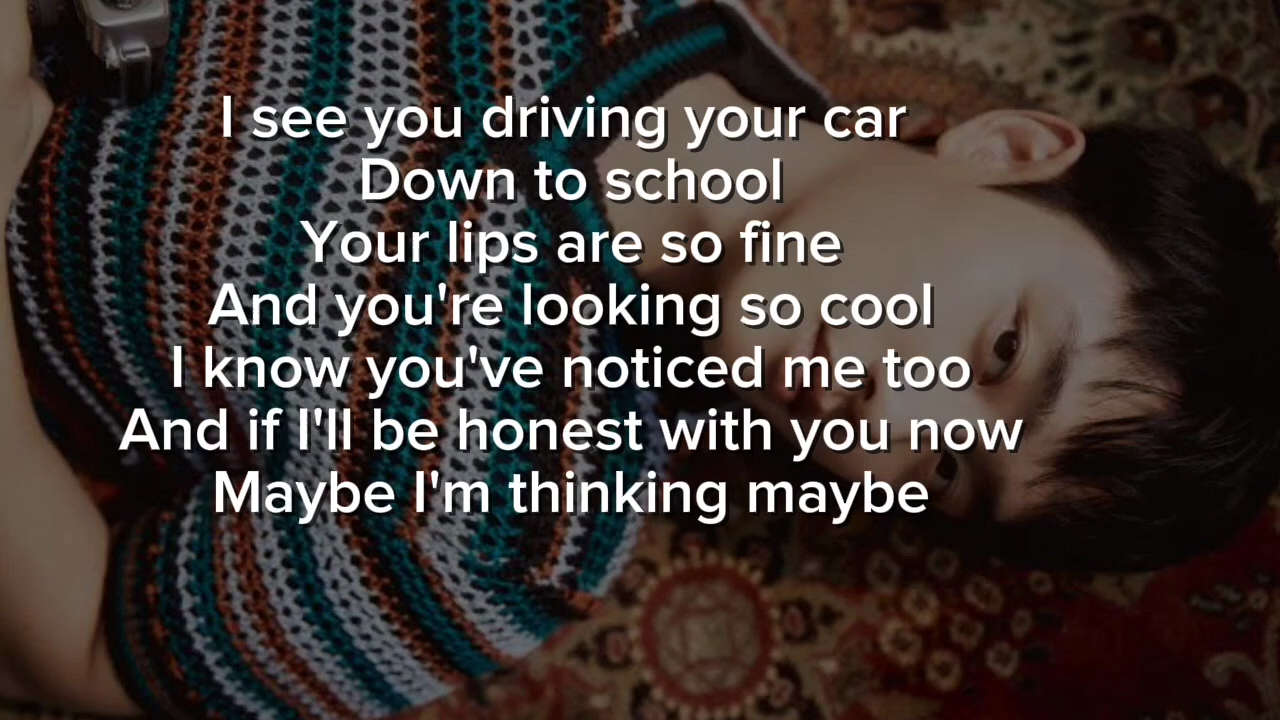 I see you driving your car
Down to school
Your lips are so fine
And you're looking so cool
I know you've noticed me too
And if I'll be honest with you now
Maybe I'm thinking maybe